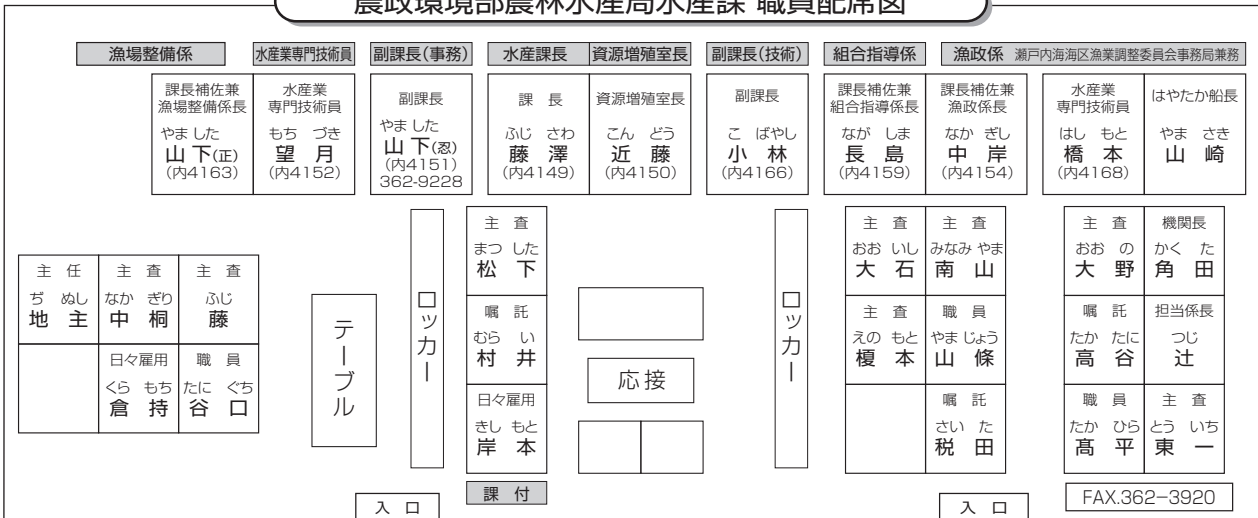 農政環境部農林水産局水産課 職員配席図
漁場整備係
水産業専門技術員
副課長(事務)
水産課長
資源増殖室長
副課長(技術)
組合指導係
漁政係 瀬戸内海海区漁業調整委員会事務局兼務
課長補佐兼
漁場整備係長
やました
山下(正)
(内4163)
水産業
専門技術員
もち づき
望月
(内4152)
副課長
やました
山下(忍)
(内4151)
362-9228
課長
ふじ さわ
藤澤
(内4149)
資源増殖室長
こん どう
近藤
(内4150)
副課長
こ ばやし
小林
(内4166)
課長補佐兼
組合指導係長
なが しま
長島
(内4159)
課長補佐兼
漁政係長
なか ぎし
中岸
(内4154)
水産業
専門技術員
はし もと
橋本
(内4168)
はやたか船長
やま さき
山崎
主任
ぢ ぬし
地主
主査
なか ぎり
中桐
主査
ふじ
藤
日々雇用
くら もち
倉持
職員
たに ぐち
谷口
テーブル
ロッカー
主査
まつ した
松下
嘱託
むら い
村井
日々雇用
きし もと
岸本
課付
応接
ロッカー
主査
おお いし
大石
主査
みなみ やま
南山
主査
えの もと
榎本
職員
やま じょう
山條
嘱託
さい た
税田
主査
おお の
大野
機関長
かく た
角田
嘱託
たか たに
高谷
担当係長
つじ
辻
職員
たか ひら
髙平
主査
とう いち
東一
入口
入口
FAX.362−3920